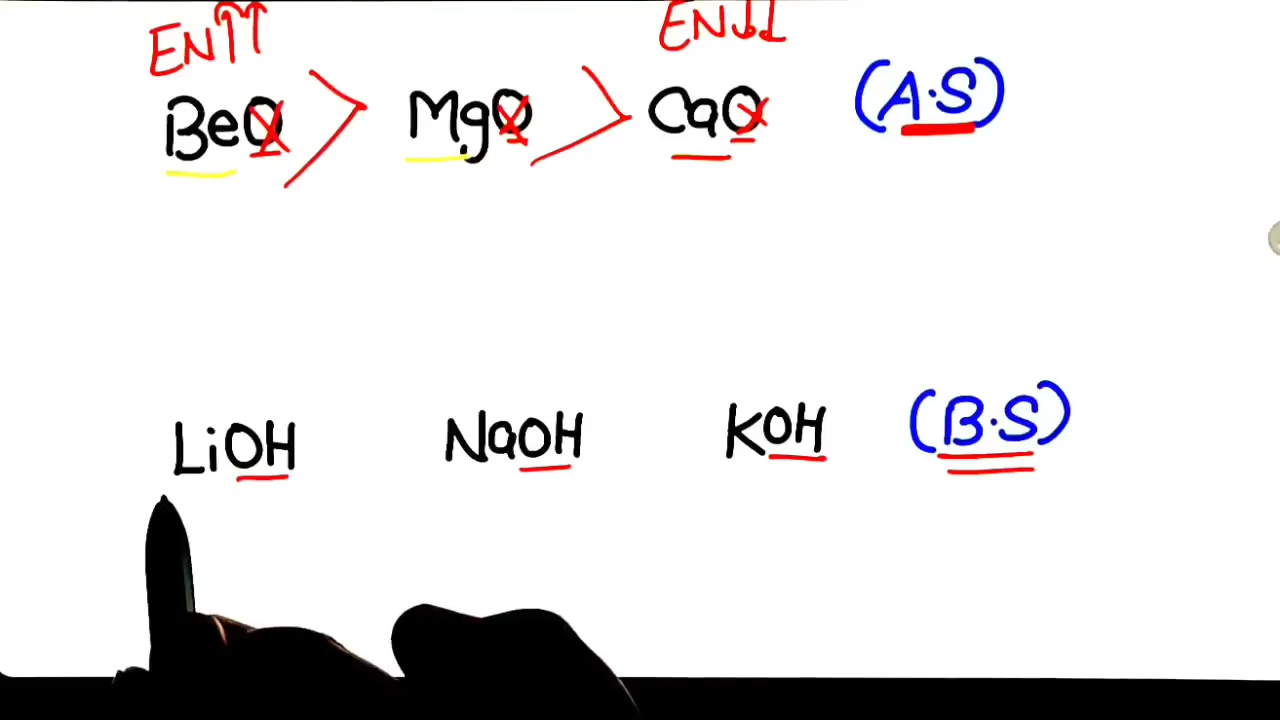 EN↑↑ EN↓↓
BeO > MgO > CaO (A.S)
LiOH NaOH KOH (B.S)